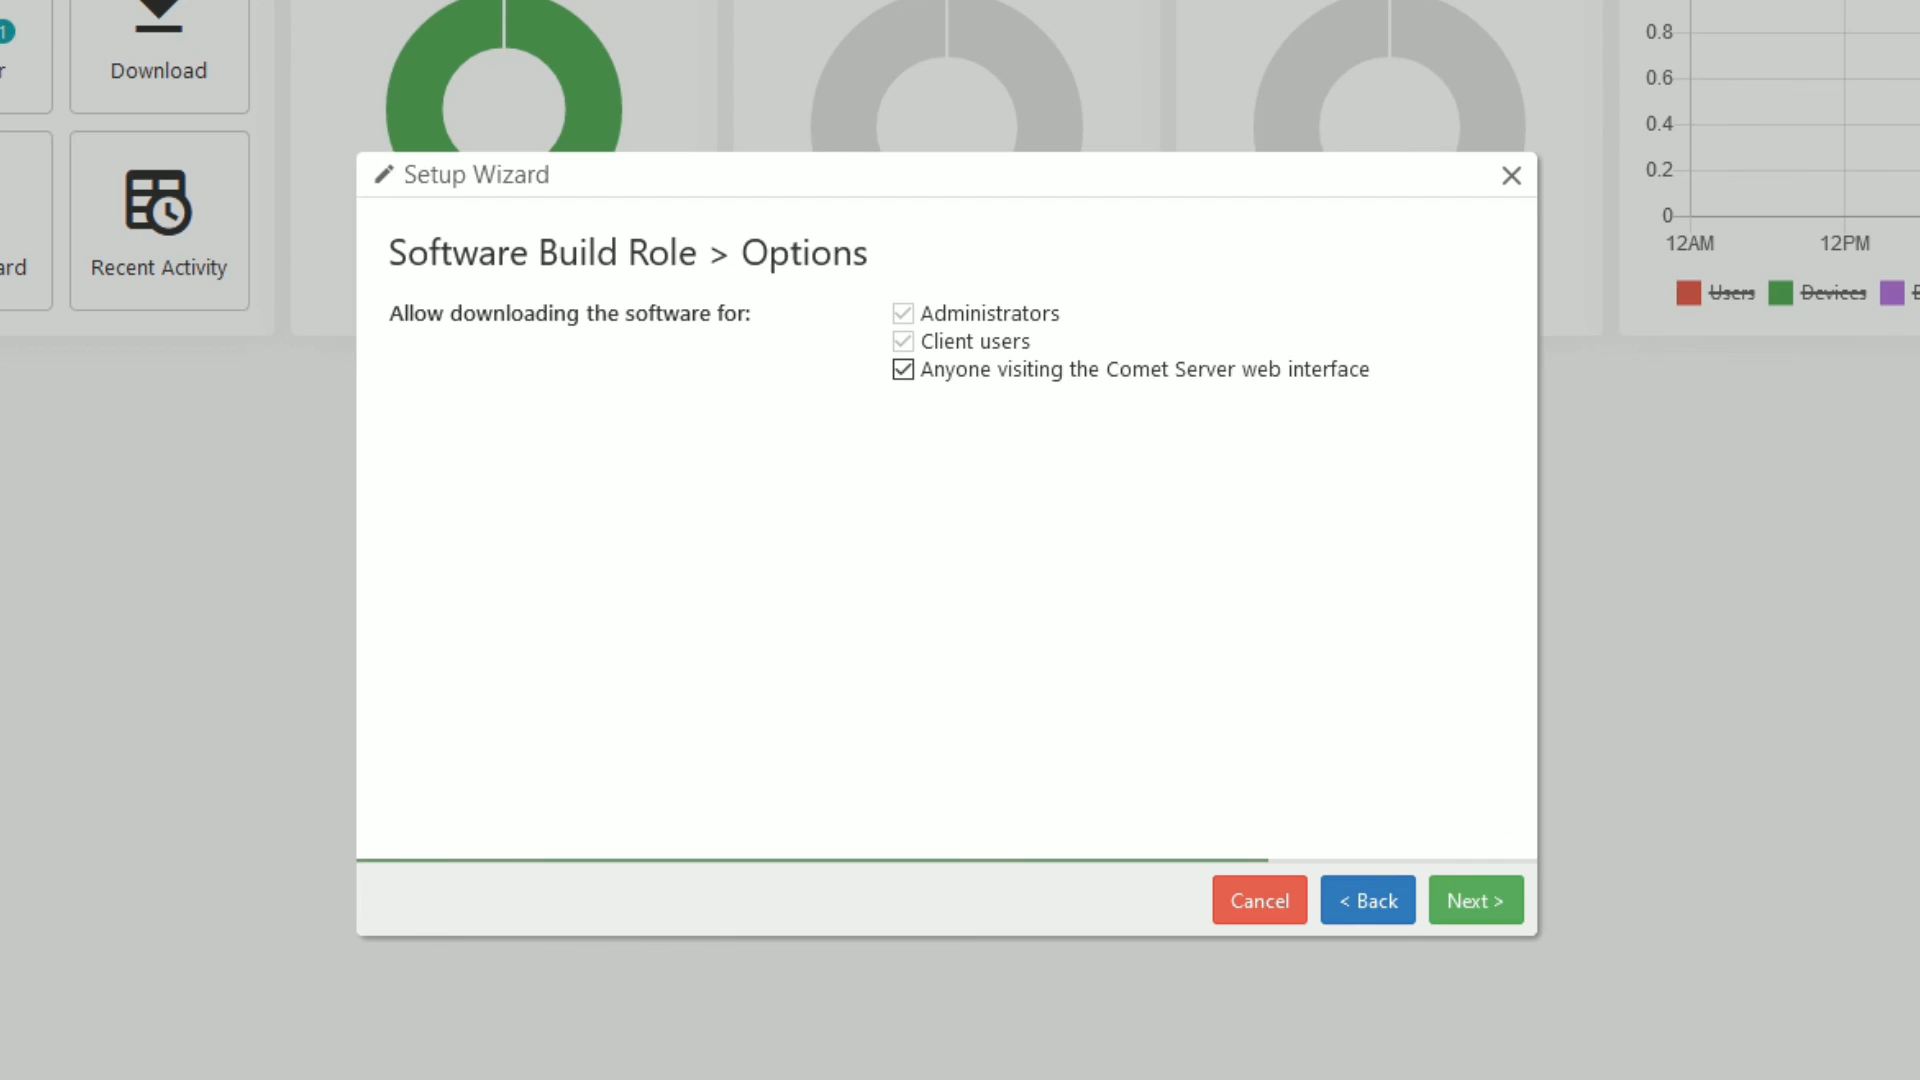 1
Download
Recent Activity
0.8
0.6
0.4
0.2
0
12AM 12PM
Users Devices
Setup Wizard
Software Build Role > Options
Allow downloading the software for:
Administrators
Client users
Anyone visiting the Comet Server web interface
Cancel
< Back
Next >